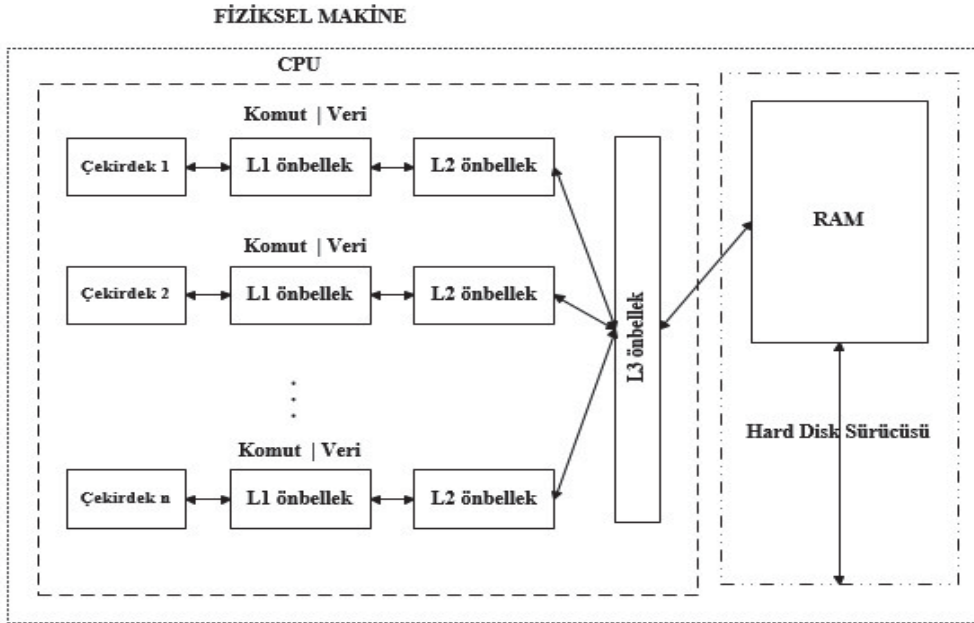 FİZİKSEL MAKİNE
CPU
Komut | Veri
Çekirdek 1
L1 önbellek
L2 önbellek
Komut | Veri
Çekirdek 2
L1 önbellek
L2 önbellek
Komut | Veri
Çekirdek n
L1 önbellek
L2 önbellek
L3 önbellek
RAM
Hard Disk Sürücüsü